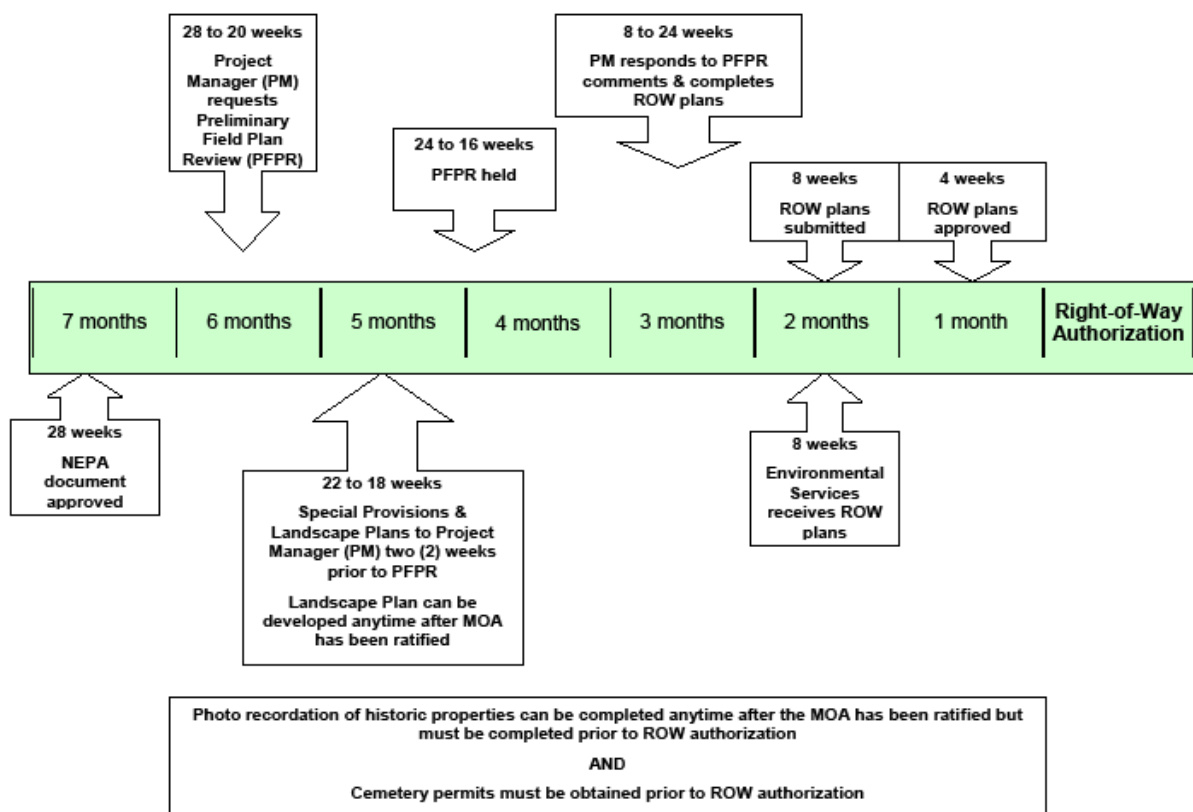 28 to 20 weeks
Project
Manager (PM)
requests
Preliminary
Field Plan
Review (PFPR)
24 to 16 weeks
PFPR held
8 to 24 weeks
PM responds to PFPR
comments & completes
ROW plans
8 weeks
ROW plans
submitted
4 weeks
ROW plans
approved
7 months
6 months
5 months
4 months
3 months
2 months
1 month
Right-of-Way
Authorization
28 weeks
NEPA
document
approved
22 to 18 weeks
Special Provisions &
Landscape Plans to Project
Manager (PM) two (2) weeks
prior to PFPR
Landscape Plan can be
developed anytime after MOA
has been ratified
8 weeks
Environmental
Services
receives ROW
plans
Photo recordation of historic properties can be completed anytime after the MOA has been ratified but
must be completed prior to ROW authorization
AND
Cemetery permits must be obtained prior to ROW authorization